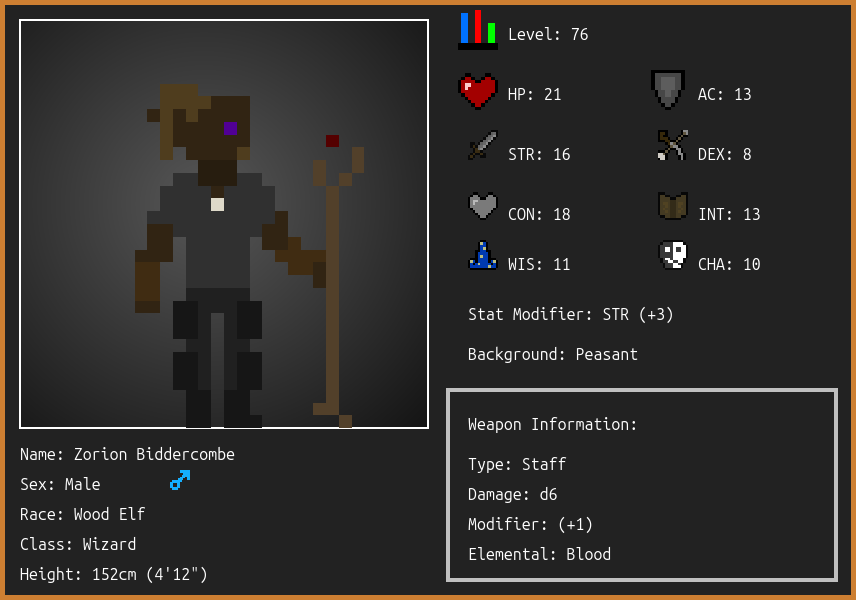 Level: 76
HP: 21
AC: 13
STR: 16
DEX: 8
CON: 18
INT: 13
WIS: 11
CHA: 10
Stat Modifier: STR (+3)
Background: Peasant
Weapon Information:
Type: Staff
Damage: d6
Modifier: (+1)
Elemental: Blood
Name: Zorion Biddercombe
Sex: Male
Race: Wood Elf
Class: Wizard
Height: 152cm (4'12")